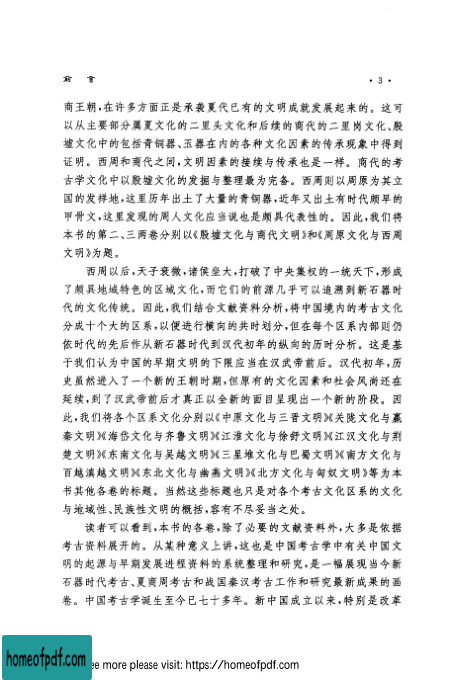 前 言 · 3 ·
商王朝,在许多方面正是承袭夏代已有的文明成就发展起来的。这可
以从主要部分属夏文化的二里头文化和后续的商代的二里岗文化、殷
墟文化中的包括青铜器、玉器在内的各种文化因素的传承现象中得到
证明。西周和商代之间,文明因素的接续与传承也是一样。商代的考
古学文化中以殷墟文化的发掘与整理最为完备。西周则以周原为其立
国的发祥地,这里历年出土了大量的青铜器,近年又出土有时代颇早的
甲骨文,这里发现的周人文化应当说也是颇具代表性的。因此,我们将
本书的第二、三两卷分别以《殷墟文化与商代文明》和《周原文化与西周
文明》为题。
西周以后,天子衰微,诸侯坐大,打破了中央集权的一统天下,形成
了颇具地域特色的区域文化,而它们的前源几乎可以追溯到新石器时
代的文化传统。因此,我们结合文献资料分析,将中国境内的考古文化
分成十个大的区系,以便进行横向的共时划分,但在每个区系内部则仍
依时代的先后作从新石器时代到汉代初年的纵向的历时分析。这是基
于我们认为中国的早期文明的下限应当在汉武帝前后。汉代初年,历
史虽然进入了一个新的王朝时期,但原有的文化因素和社会风尚还在
延续,到了汉武帝前后才真正以全新的面目呈现出一个新的阶段。因
此,我们将各个区系文化分别以《中原文化与三晋文明》《关陇文化与嬴
秦文明》《海岱文化与齐鲁文明》《江淮文化与徐舒文明》《江汉文化与荆
楚文明》《东南文化与吴越文明》《三星堆文化与巴蜀文明》《南方文化与
百越滇越文明》《东北文化与幽燕文明》《北方文化与匈奴文明》等为本
书其他各卷的标题。当然这些标题也只是对各个考古文化区系的文化
与地域性、民族性文明的概括,容有不尽妥当之处。
读者可以看到,本书的各卷,除了必要的文献资料外,大多是依据
考古资料展开的。从某种意义上讲,这也是中国考古学中有关中国文
明的起源与早期发展进程资料的系统整理和研究,是一幅展现当今新
石器时代考古、夏商周考古和战国秦汉考古工作和研究最新成果的画
卷。中国考古学诞生至今已七十多年。新中国成立以来,特别是改革
homeofpdf.com
ee more please visit: https://homeofpdf.com